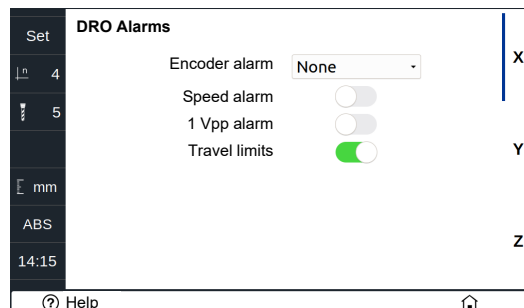 Set
DRO Alarms
X
Encoder alarm None
n 4
Speed alarm
5
1 Vpp alarm
Travel limits
Y
mm
ABS
Z
14:15
? Help